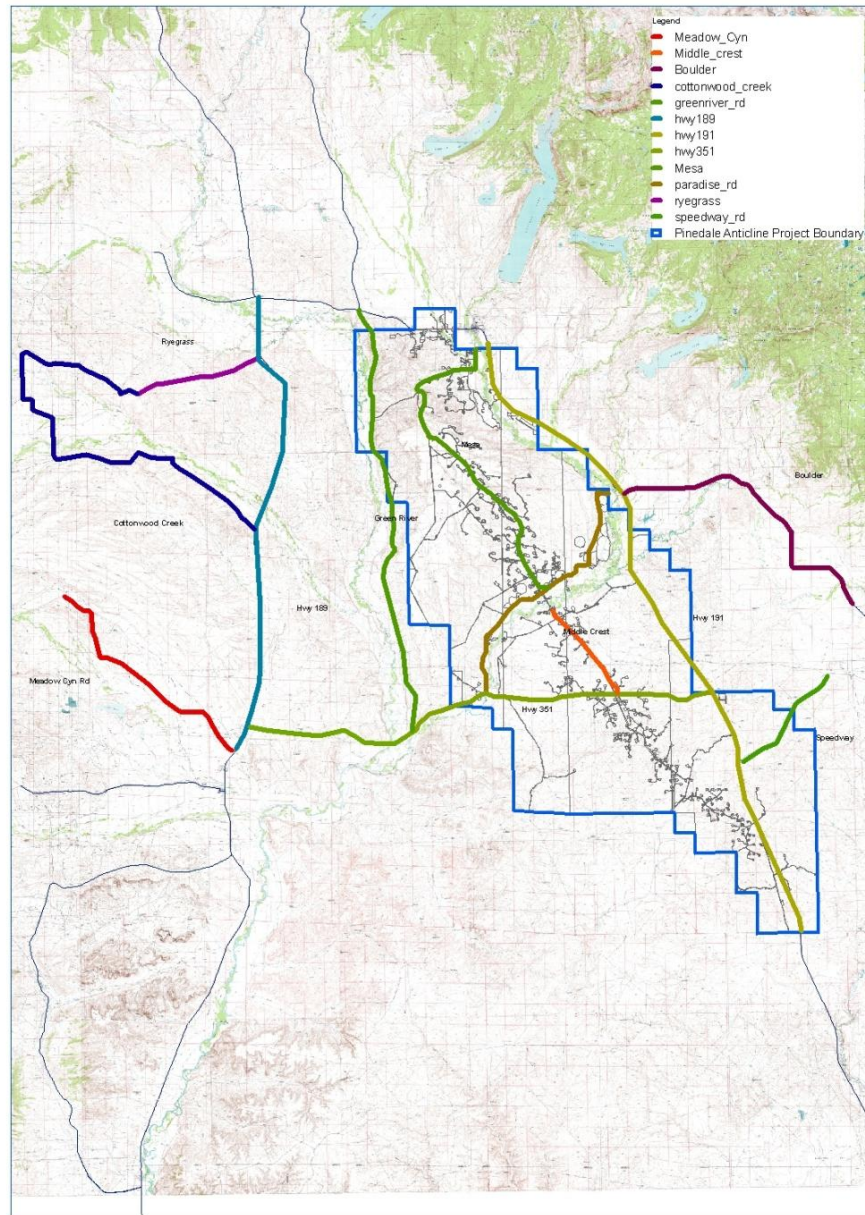 Legend
Meadow_Cyn
Middle_crest
Boulder
cottonwood_creek
greenriver_rd
hwy189
hwy191
hwy351
Mesa
paradise_rd
ryegrass
speedway_rd
Pinedale Anticline Project Boundary
Ryegrass
Mesa
Boulder
Green River
Cottonwood Creek
Hwy 189
Hwy 191
Middle Crest
Meadow Cyn Rd
Hwy 351
Speedway